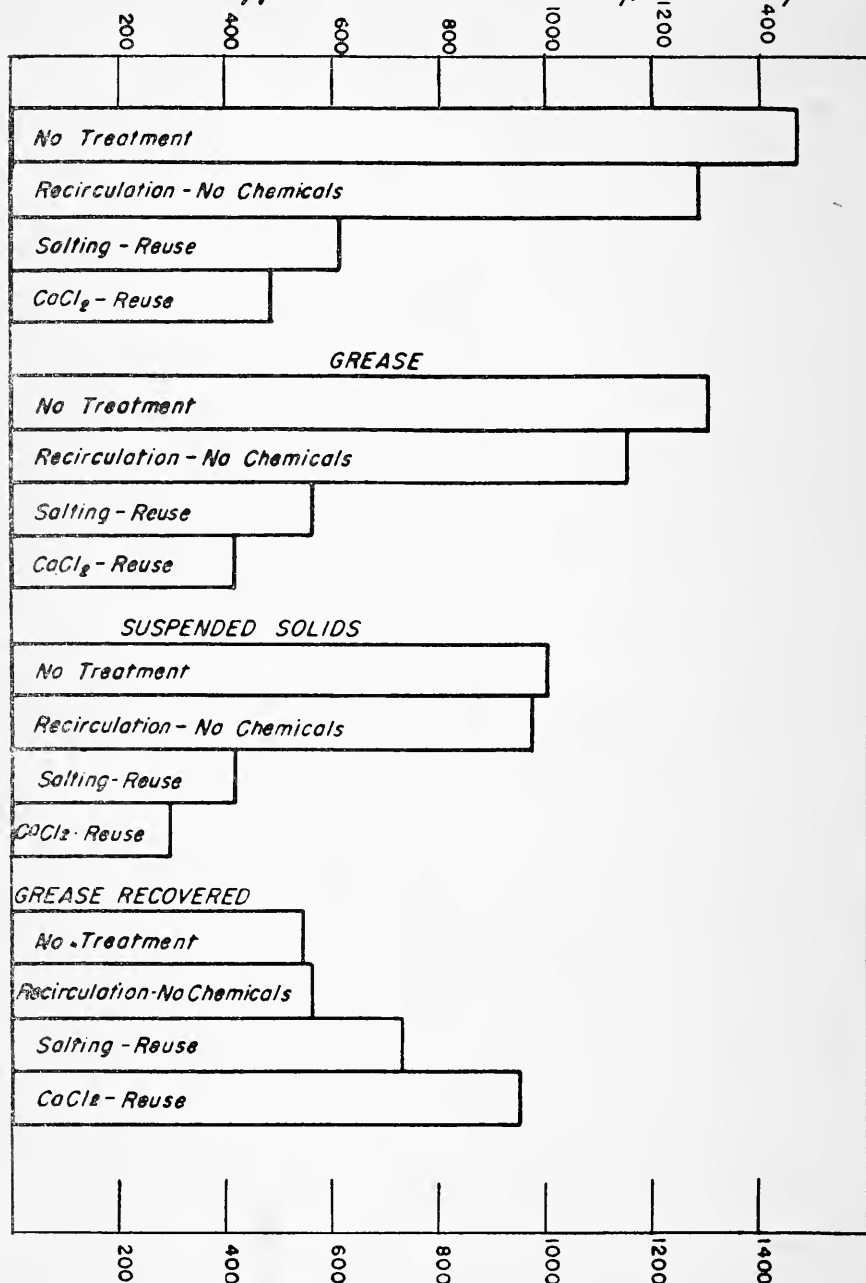 200 400 600 800 1000 1200 400
No Treatment
Recirulation - No Chemicals
Salting - Reuse
CaCl₂ - Reuse
GREASE
No Treatment
Recirculation - No Chemicals
Salting - Reuse
CaCl₂ - Reuse
SUSPENDED SOLIDS
No Treatment
Recirculation - No Chemicals
Salting - Reuse
CaCl₂ · Reuse
GREASE RECOVERED
No Treatment
Recirculation - No Chemicals
Salting - Reuse
CaCl₂ - Reuse
200 400 600 800 1000 1200 1400